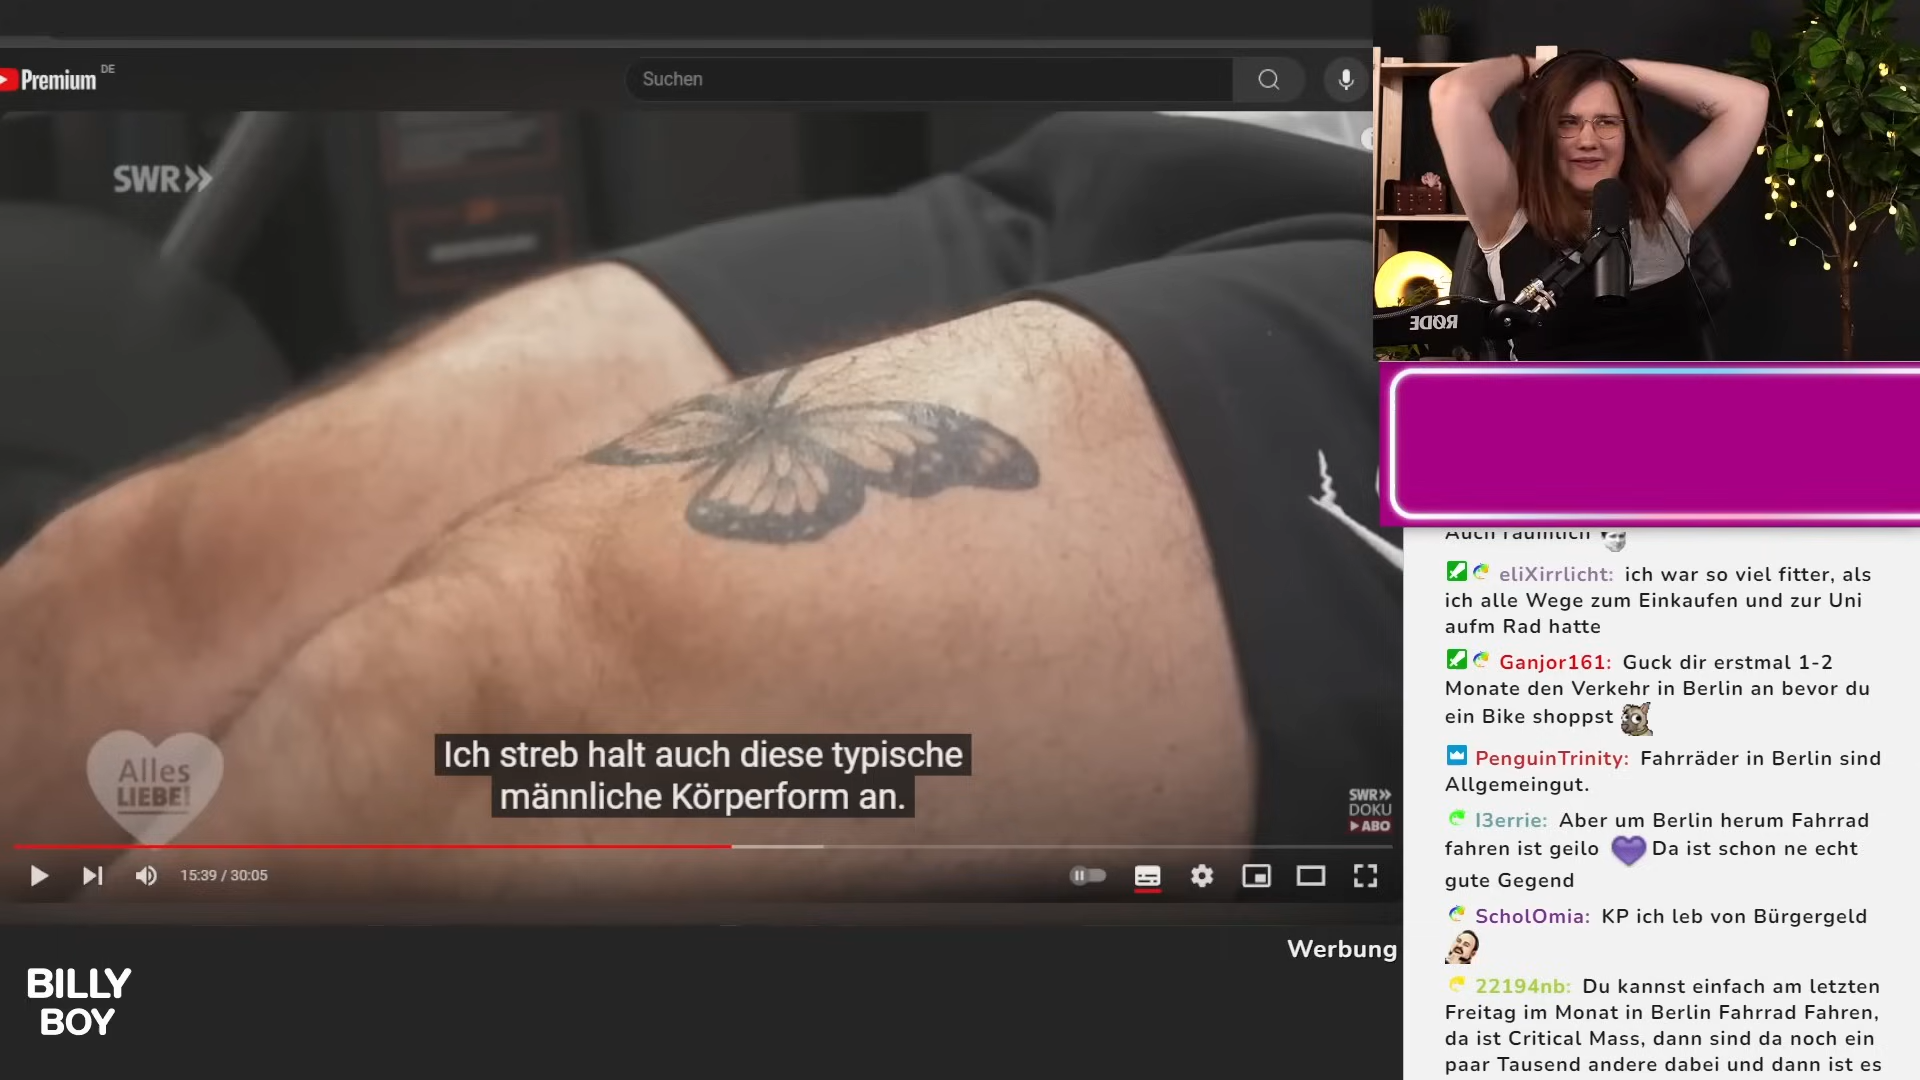 Premium DE
Suchen
SWR
Alles
LIEBE!
Ich streb halt auch diese typische
männliche Körperform an.
SWR
DOKU
ABO
15:39 / 30:05
Werbung
BILLY
BOY
RØDE
Auch räumlich
eliXirrlicht: ich war so viel fitter, als
ich alle Wege zum Einkaufen und zur Uni
aufm Rad hatte
Ganjor161: Guck dir erstmal 1-2
Monate den Verkehr in Berlin an bevor du
ein Bike shoppst
PenguinTrinity: Fahrräder in Berlin sind
Allgemeingut.
l3errie: Aber um Berlin herum Fahrrad
fahren ist geilo Da ist schon ne echt
gute Gegend
ScholOmia: KP ich leb von Bürgergeld
22194nb: Du kannst einfach am letzten
Freitag im Monat in Berlin Fahrrad Fahren,
da ist Critical Mass, dann sind da noch ein
paar Tausend andere dabei und dann ist es